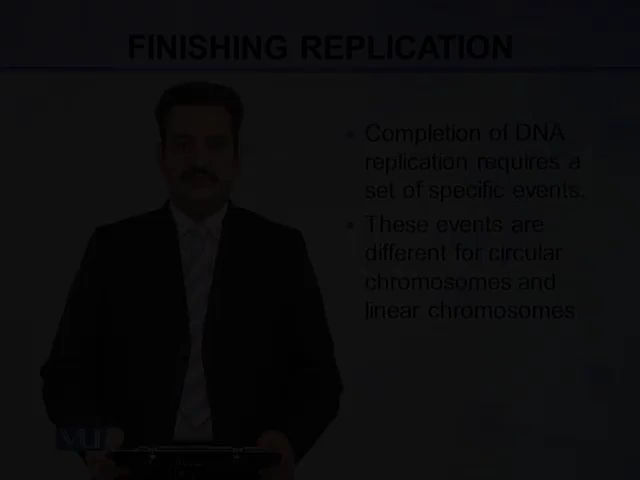 FINISHING REPLICATION
• Completion of DNA
replication requires a
set of specific events.
• These events are
different for circular
chromosomes and
linear chromosomes
VU